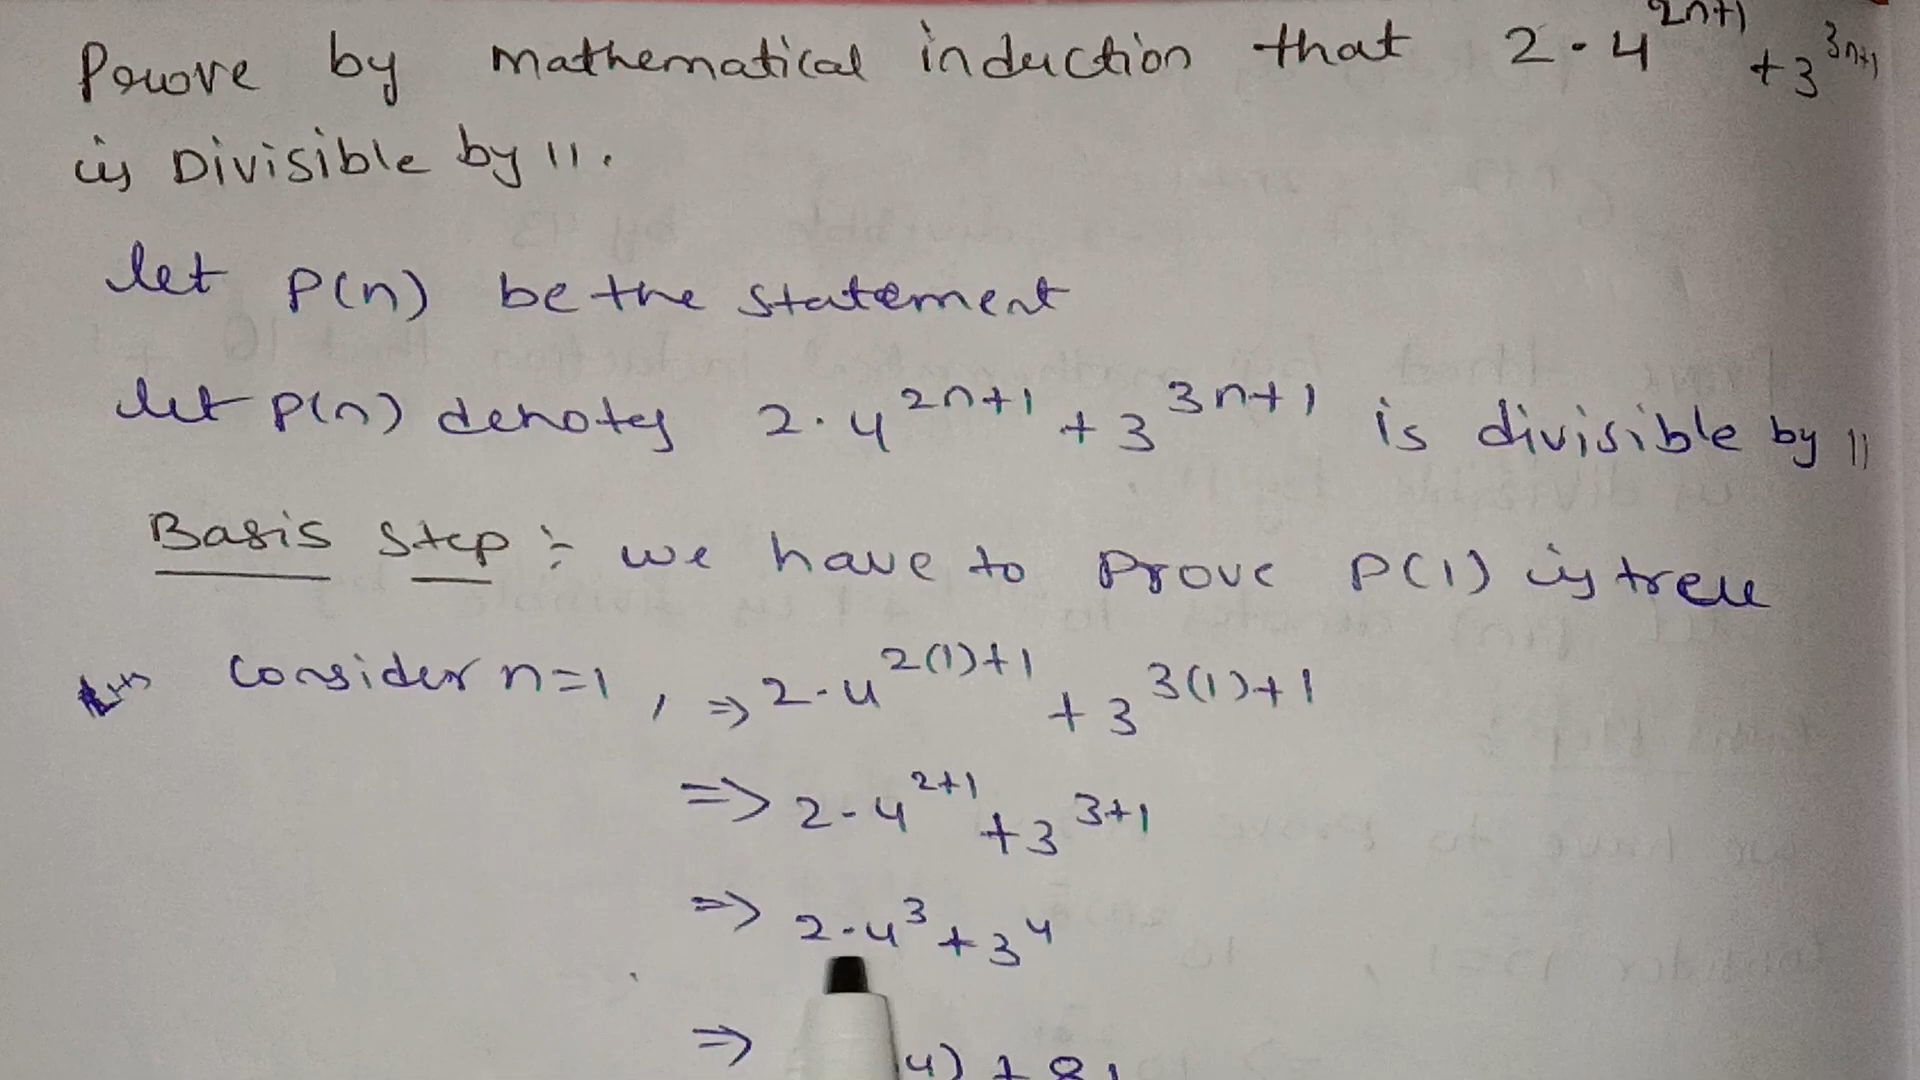 Prove by mathematical induction that 2·4^{2n+1} + 3^{3n+1}
is Divisible by 11.
let P(n) be the statement
let P(n) denotes 2·4^{2n+1} + 3^{3n+1} is divisible by 11
Basis step :- we have to prove P(1) is true
Consider n=1, ⇒ 2·4^{2(1)+1} + 3^{3(1)+1}
⇒ 2·4^{2+1} + 3^{3+1}
⇒ 2·4^3 + 3^4
⇒ 4) + 81